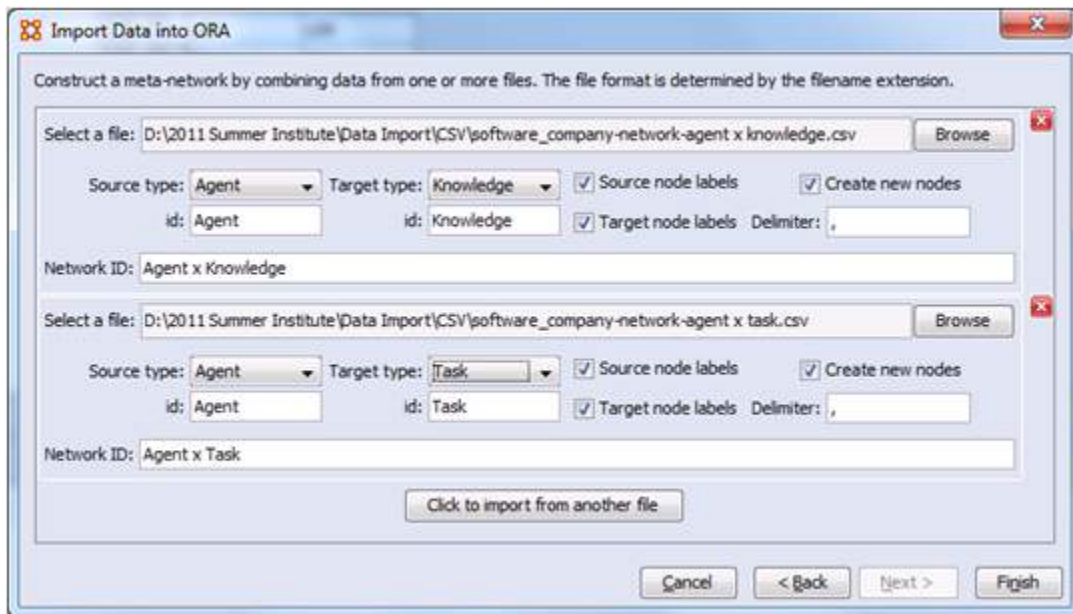 Import Data into ORA
Construct a meta-network by combining data from one or more files. The file format is determined by the filename extension.
Select a file: D:\2011 Summer Institute\Data Import\CSV\software_company-network-agent x knowledge.csv Browse
Source type: Agent Target type: Knowledge Source node labels Create new nodes
id: Agent id: Knowledge Target node labels Delimiter: ,
Network ID: Agent x Knowledge
Select a file: D:\2011 Summer Institute\Data Import\CSV\software_company-network-agent x task.csv Browse
Source type: Agent Target type: Task Source node labels Create new nodes
id: Agent id: Task Target node labels Delimiter: ,
Network ID: Agent x Task
Click to import from another file
Cancel < Back Next > Finish